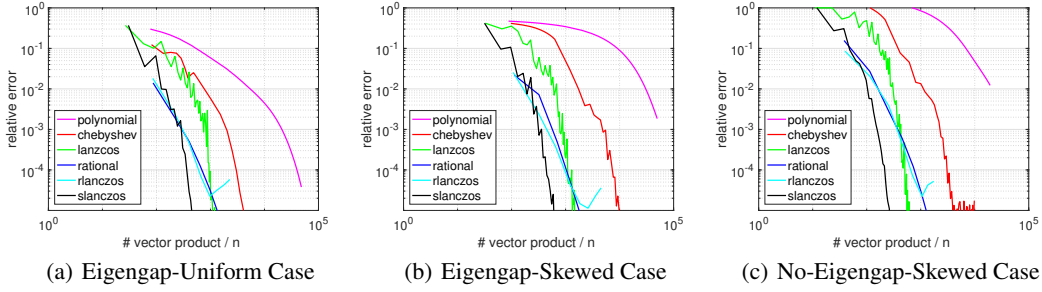 10^0
10^-1
10^-2
10^-3
10^-4
relative error
polynomial
chebyshev
lanzcos
rational
rlanczos
slanczos
10^0
10^5
# vector product / n
(a) Eigengap-Uniform Case
10^0
10^-1
10^-2
10^-3
10^-4
relative error
polynomial
chebyshev
lanzcos
rational
rlanczos
slanczos
10^0
10^5
# vector product / n
(b) Eigengap-Skewed Case
10^0
10^-1
10^-2
10^-3
10^-4
relative error
polynomial
chebyshev
lanzcos
rational
rlanczos
slanczos
10^0
10^5
# vector product / n
(c) No-Eigengap-Skewed Case